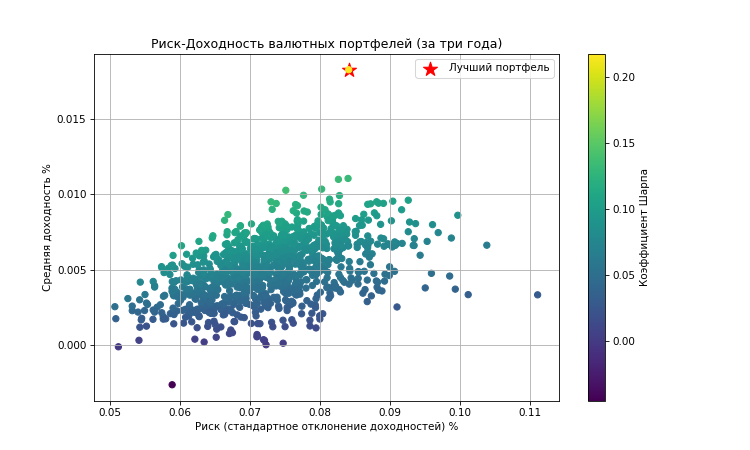 Риск-Доходность валютных портфелей (за три года)
Лучший портфель
Средняя доходность %
0.015
0.010
0.005
0.000
0.05 0.06 0.07 0.08 0.09 0.10 0.11
Риск (стандартное отклонение доходностей) %
0.20
0.15
0.10
0.05
0.00
Коэффициент Шарпа